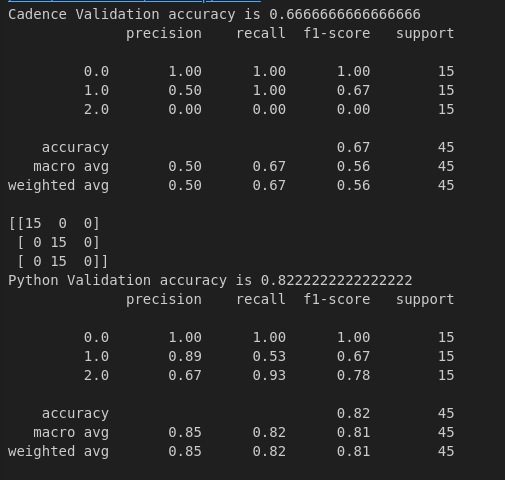 Cadence Validation accuracy is 0.6666666666666666
precision recall f1-score support
0.0 1.00 1.00 1.00 15
1.0 0.50 1.00 0.67 15
2.0 0.00 0.00 0.00 15
accuracy 0.67 45
macro avg 0.50 0.67 0.56 45
weighted avg 0.50 0.67 0.56 45
[[15 0 0]
[ 0 15 0]
[ 0 15 0]]
Python Validation accuracy is 0.8222222222222222
precision recall f1-score support
0.0 1.00 1.00 1.00 15
1.0 0.89 0.53 0.67 15
2.0 0.67 0.93 0.78 15
accuracy 0.82 45
macro avg 0.85 0.82 0.81 45
weighted avg 0.85 0.82 0.81 45